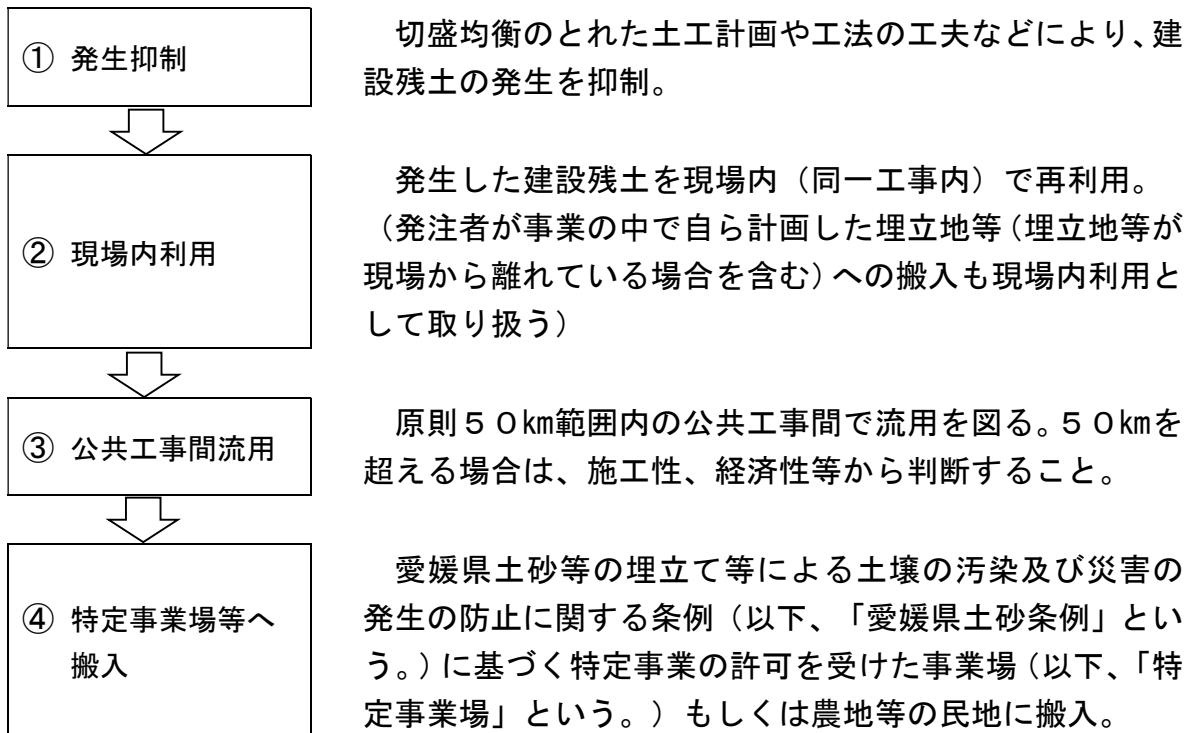 ① 発生抑制
切盛均衡のとれた土工計画や工法の工夫などにより、建
設残土の発生を抑制。
② 現場内利用
発生した建設残土を現場内（同一工事内）で再利用。
（発注者が事業の中で自ら計画した埋立地等（埋立地等が
現場から離れている場合を含む）への搬入も現場内利用と
して取り扱う）
③ 公共工事間流用
原則５０㎞範囲内の公共工事間で流用を図る。５０㎞を
超える場合は、施工性、経済性等から判断すること。
④ 特定事業場等へ
搬入
愛媛県土砂等の埋立て等による土壌の汚染及び災害の
発生の防止に関する条例（以下、「愛媛県土砂条例」とい
う。）に基づく特定事業の許可を受けた事業場（以下、「特
定事業場」という。）もしくは農地等の民地に搬入。